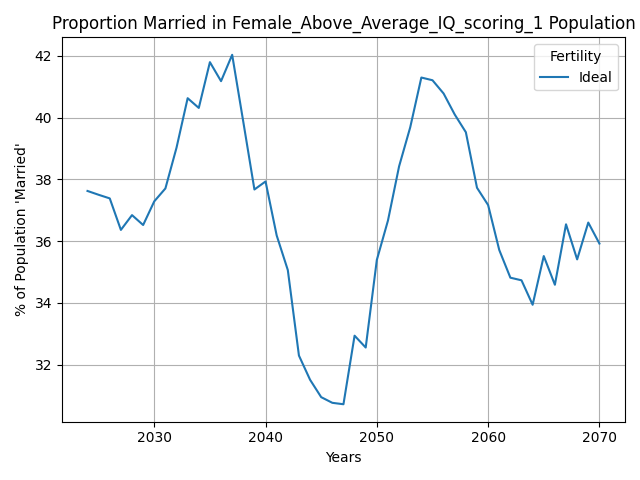 Proportion Married in Female_Above_Average_IQ_scoring_1 Population
Fertility
Ideal
% of Population 'Married'
42
40
38
36
34
32
2030
2040
2050
2060
2070
Years